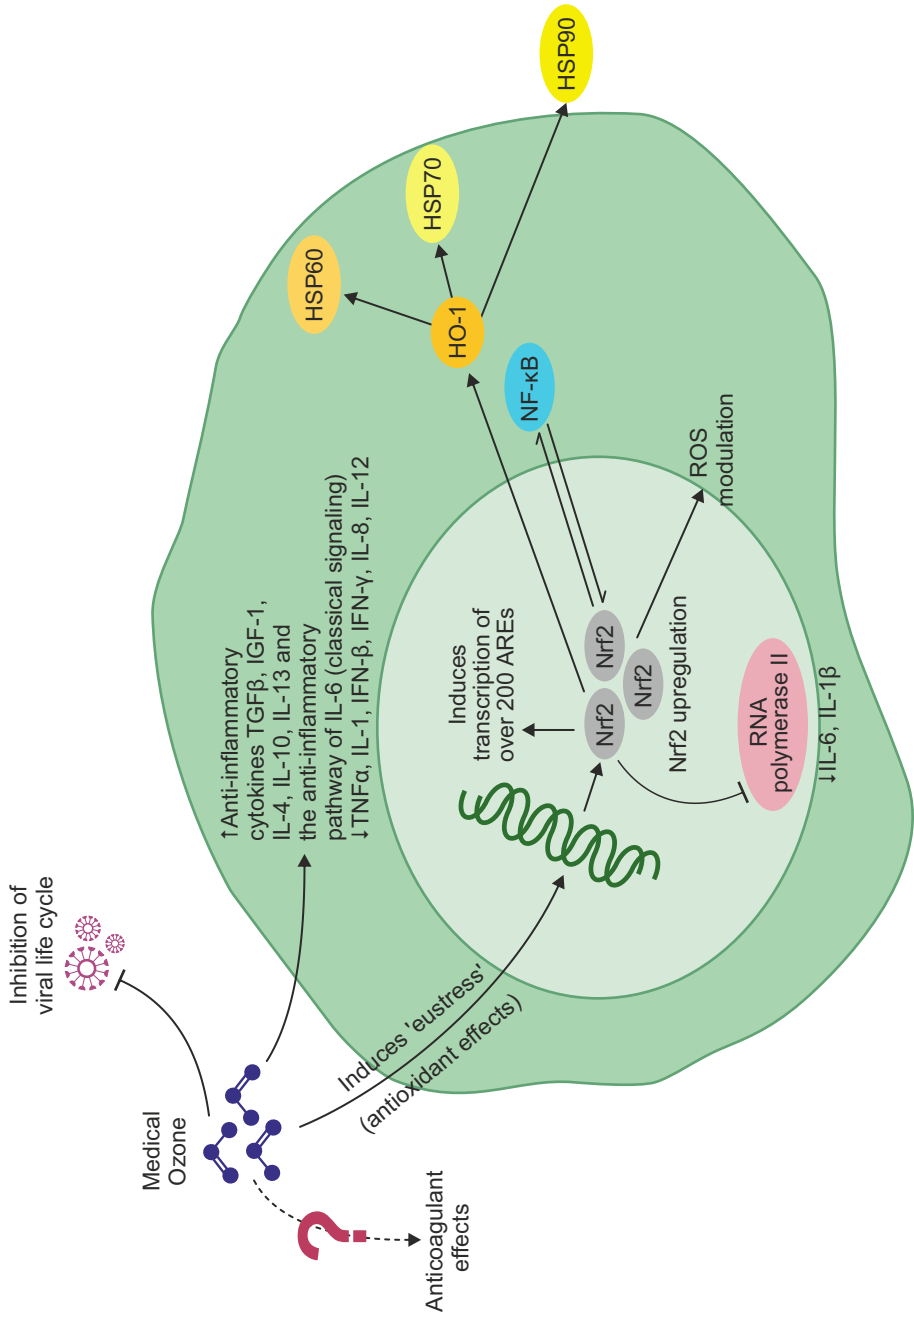 Inhibition of
viral life cycle
Medical
Ozone
Anticoagulant
effects
↑Anti-inflammatory
cytokines TGFβ, IGF-1,
IL-4, IL-10, IL-13 and
the anti-inflammatory
pathway of IL-6 (classical signaling)
↓TNFα, IL-1, IFN-β, IFN-γ, IL-8, IL-12
Induces 'eustress'
(antioxidant effects)
Induces
transcription of
over 200 AREs
Nrf2
Nrf2
Nrf2
Nrf2 upregulation
RNA
polymerase II
↓IL-6, IL-1β
ROS
modulation
NF-κB
HO-1
HSP60
HSP70
HSP90
?